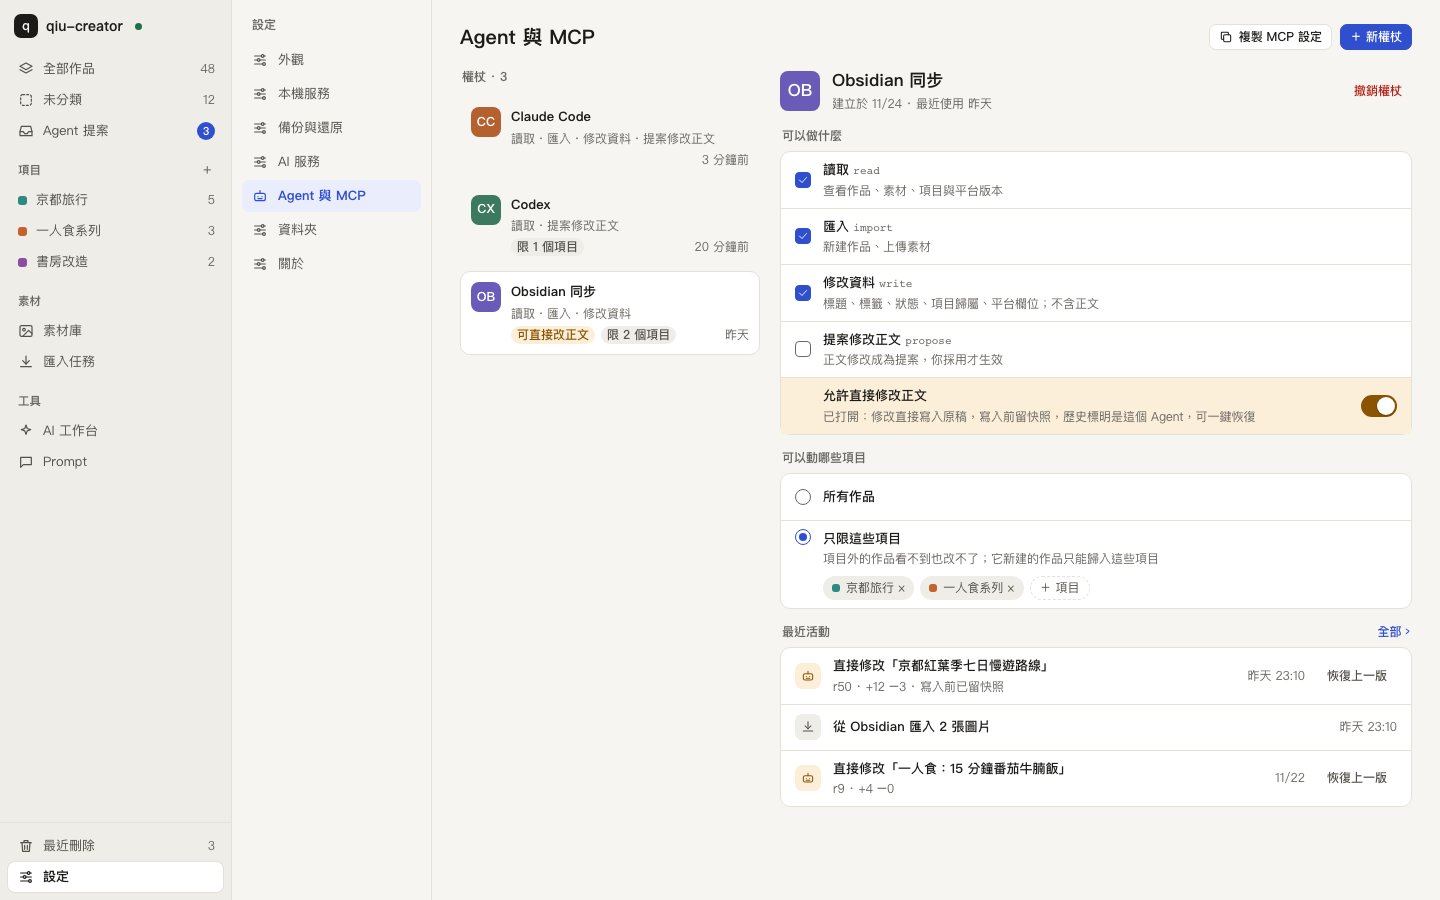 q qiu-creator
全部作品 48
未分類 12
Agent 提案 3
項目 +
京都旅行 5
一人食系列 3
書房改造 2
素材
素材庫
匯入任務
工具
AI 工作台
Prompt
最近刪除 3
設定
設定
外觀
本機服務
備份與還原
AI 服務
Agent 與 MCP
資料夾
關於
Agent 與 MCP
複製 MCP 設定
+ 新權杖
權杖 · 3
CC Claude Code
讀取 · 匯入 · 修改資料 · 提案修改正文
3 分鐘前
CX Codex
讀取 · 提案修改正文
限 1 個項目 20 分鐘前
OB Obsidian 同步
讀取 · 匯入 · 修改資料
可直接改正文 限 2 個項目 昨天
OB Obsidian 同步
建立於 11/24 · 最近使用 昨天
撤銷權杖
可以做什麼
讀取 read
查看作品、素材、項目與平台版本
匯入 import
新建作品、上傳素材
修改資料 write
標題、標籤、狀態、項目歸屬、平台欄位；不含正文
提案修改正文 propose
正文修改成為提案，你採用才生效
允許直接修改正文
已打開：修改直接寫入原稿，寫入前留快照，歷史標明是這個 Agent，可一鍵恢復
可以動哪些項目
所有作品
只限這些項目
項目外的作品看不到也改不了；它新建的作品只能歸入這些項目
京都旅行 × 一人食系列 × + 項目
最近活動 全部 ›
直接修改「京都紅葉季七日慢遊路線」
r50 · +12 −3 · 寫入前已留快照
昨天 23:10 恢復上一版
從 Obsidian 匯入 2 張圖片 昨天 23:10
直接修改「一人食：15 分鐘番茄牛腩飯」
r9 · +4 −0
11/22 恢復上一版